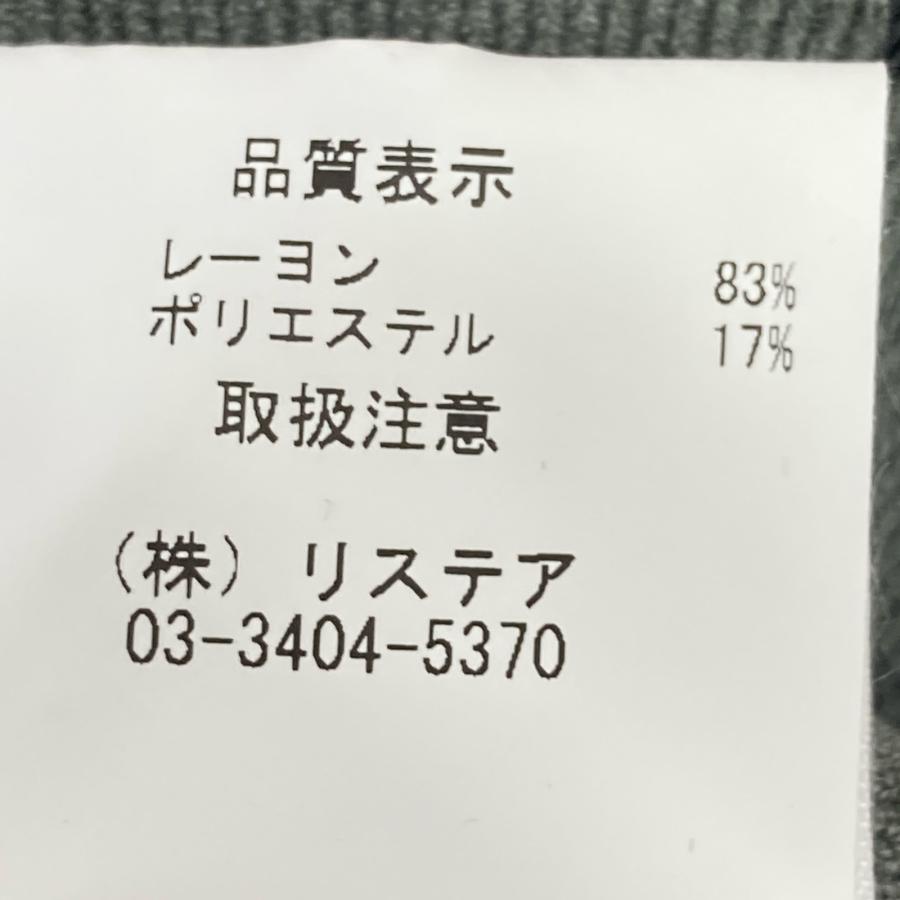 品質表示
レーヨン 83%
ポリエステル 17%
取扱注意
(株) リステア
03-3404-5370